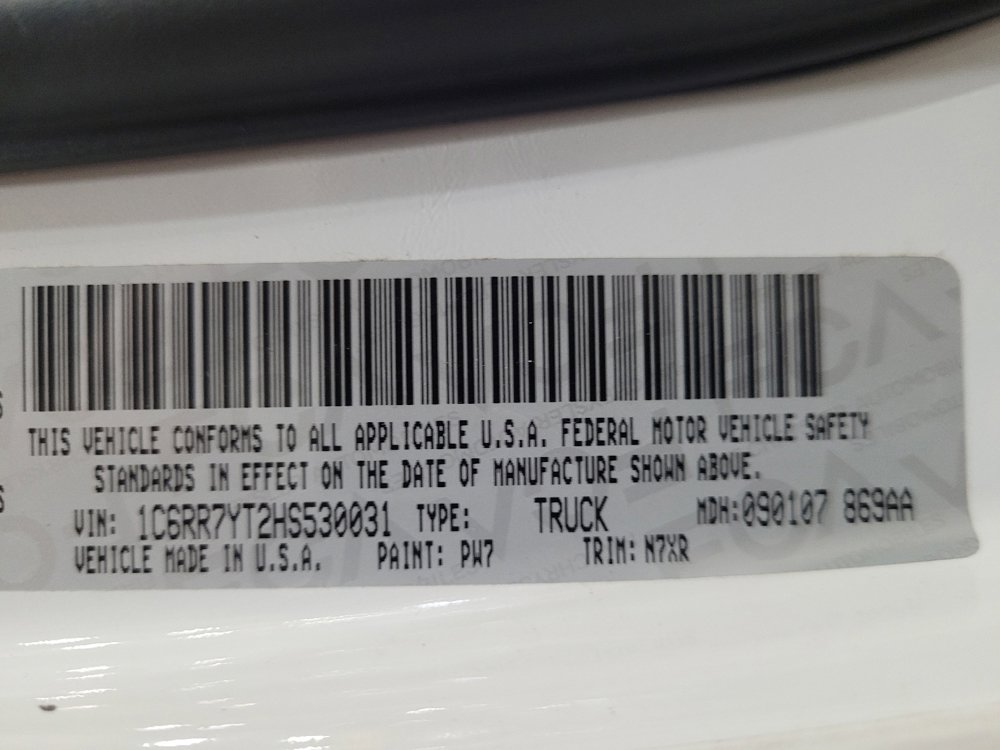 THIS VEHICLE CONFORMS TO ALL APPLICABLE U.S.A. FEDERAL MOTOR VEHICLE SAFETY
STANDARDS IN EFFECT ON THE DATE OF MANUFACTURE SHOWN ABOVE.
VIN: 1C6RR7YT2HS530031 TYPE: TRUCK MDH:090107 869AA
VEHICLE MADE IN U.S.A. PAINT: PW7 TRIM: N7XR